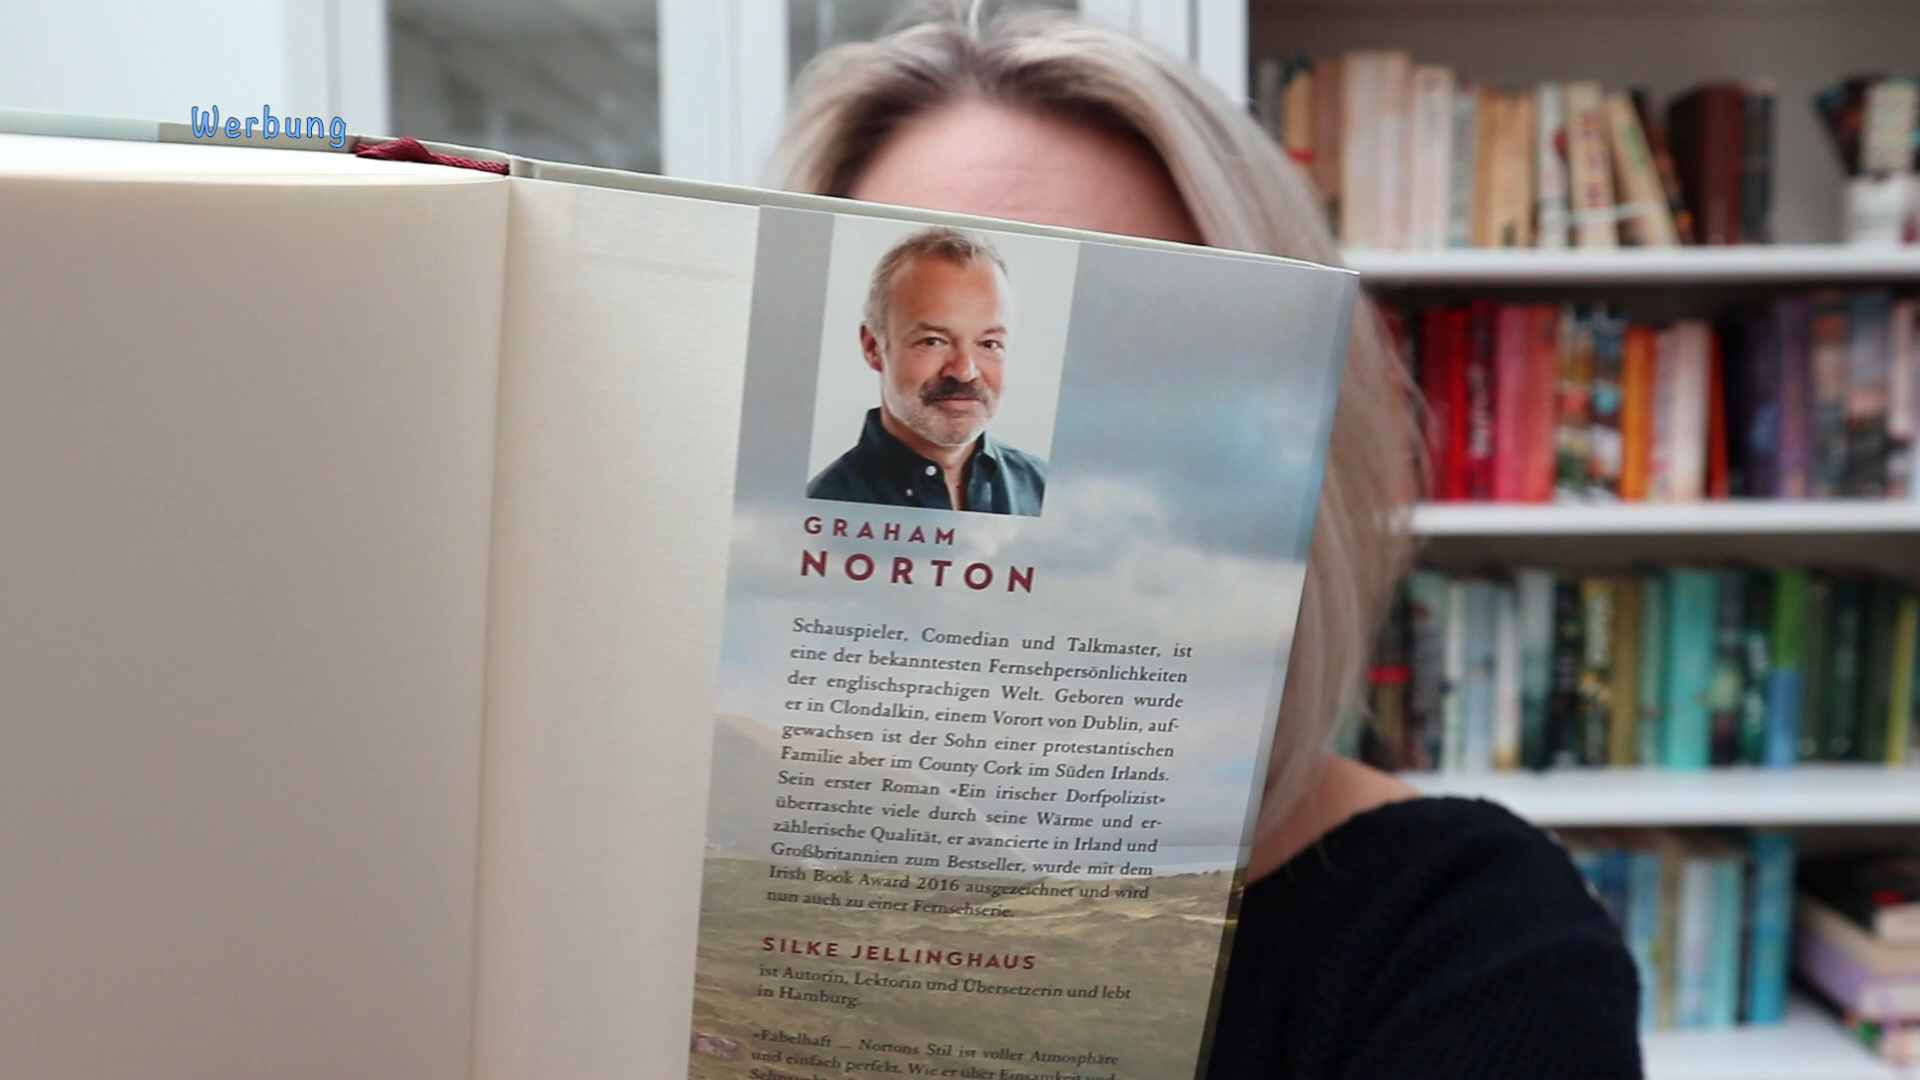 Werbung
GRAHAM
NORTON
Schauspieler, Comedian und Talkmaster, ist
eine der bekanntesten Fernsehpersönlichkeiten
der englischsprachigen Welt. Geboren wurde
er in Clondalkin, einem Vorort von Dublin, auf-
gewachsen ist der Sohn einer protestantischen
Familie aber im County Cork im Süden Irlands.
Sein erster Roman «Ein irischer Dorfpolizist»
überraschte viele durch seine Wärme und er-
zählerische Qualität, er avancierte in Irland und
Großbritannien zum Bestseller, wurde mit dem
Irish Book Award 2016 ausgezeichnet und wird
nun auch zu einer Fernsehserie.
SILKE JELLINGHAUS
ist Autorin, Lektorin und Übersetzerin und lebt
in Hamburg.
«Fabelhaft ... Nortons Stil ist voller Atmosphäre
und einfach perfekt. Wie er über Einsamkeit und